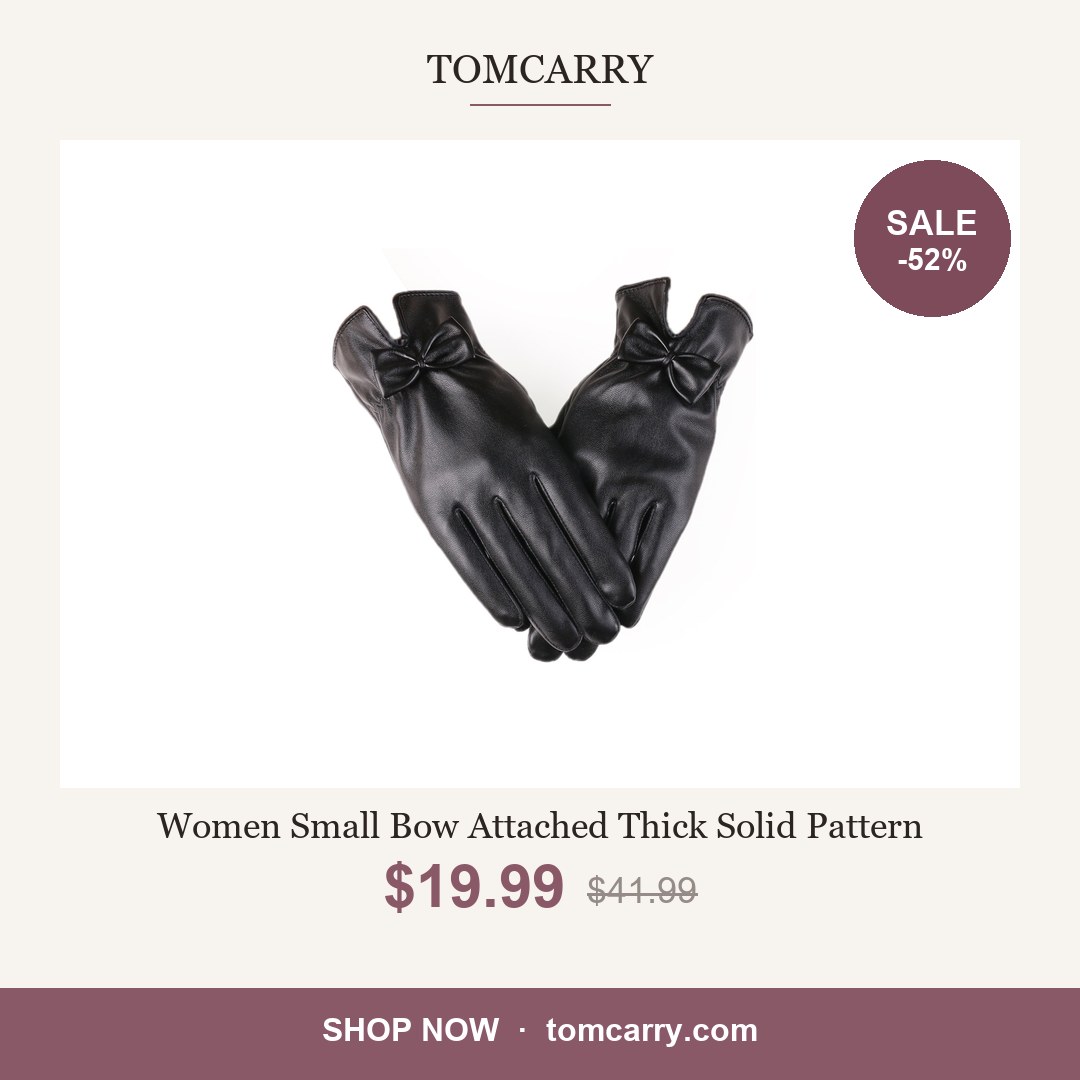 TOMCARRY
SALE
-52%
Women Small Bow Attached Thick Solid Pattern
$19.99 $41.99
SHOP NOW · tomcarry.com